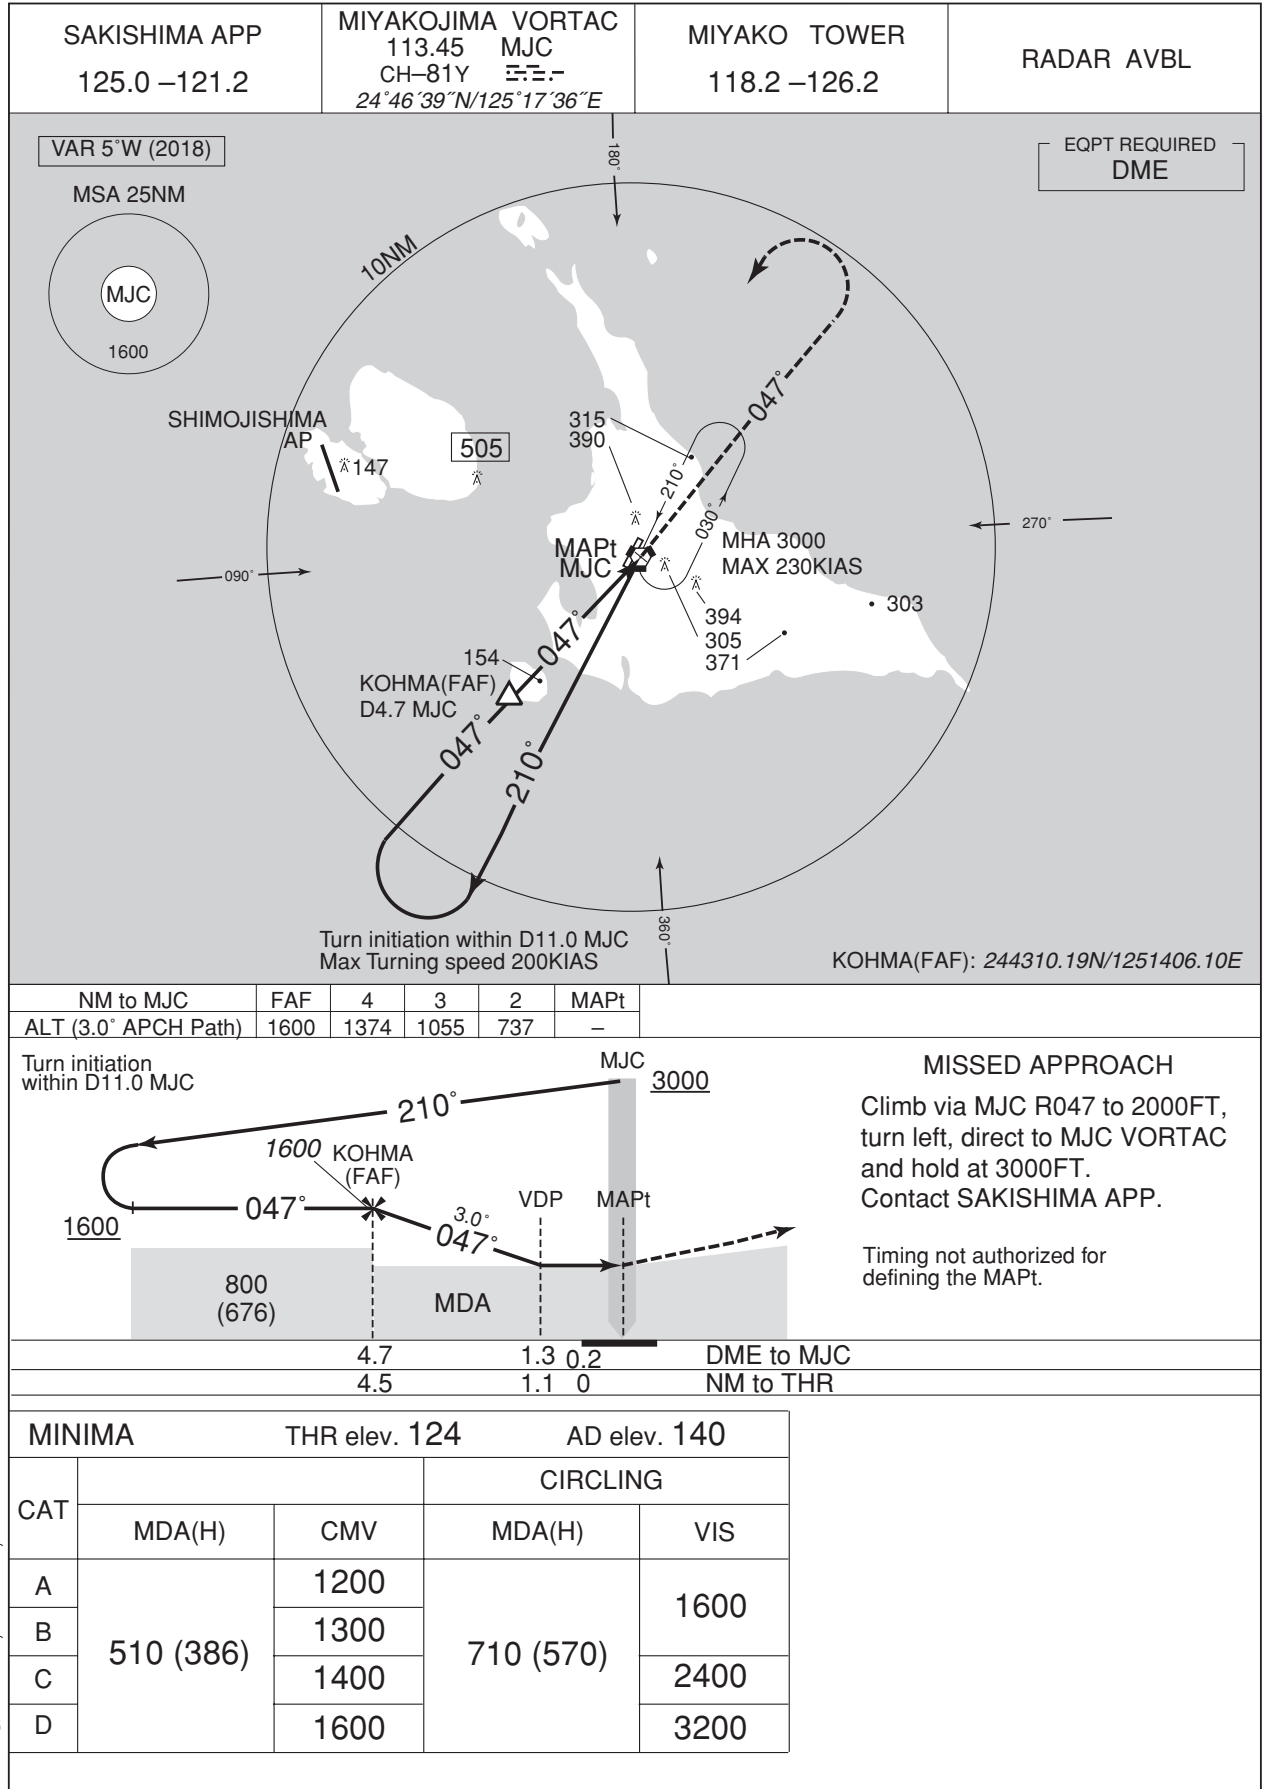 SAKISHIMA APP
125.0 –121.2
MIYAKOJIMA VORTAC
113.45 MJC
CH–81Y
24°46´39˝N/125°17´36˝E
MIYAKO TOWER
118.2 –126.2
RADAR AVBL
VAR 5°W (2018)
MSA 25NM
MJC
1600
EQPT REQUIRED
DME
180°
10NM
047°
SHIMOJISHIMA
AP
147
505
315
390
210°
030°
270°
MAPt
MJC
MHA 3000
MAX 230KIAS
090°
303
394
305
371
047°
154
KOHMA(FAF)
D4.7 MJC
047°
210°
360°
Turn initiation within D11.0 MJC
Max Turning speed 200KIAS
KOHMA(FAF): 244310.19N/1251406.10E
NM to MJC FAF 4 3 2 MAPt
ALT (3.0° APCH Path) 1600 1374 1055 737 –
Turn initiation
within D11.0 MJC
MJC
3000
210°
1600 KOHMA
(FAF)
VDP MAPt
1600
047°
3.0°
047°
800
(676)
MDA
MISSED APPROACH
Climb via MJC R047 to 2000FT,
turn left, direct to MJC VORTAC
and hold at 3000FT.
Contact SAKISHIMA APP.
Timing not authorized for
defining the MAPt.
4.7 1.3 0.2 DME to MJC
4.5 1.1 0 NM to THR
MINIMA THR elev. 124 AD elev. 140
CAT
CIRCLING
MDA(H) CMV MDA(H) VIS
A 1200
B 1300
C 1400
D 1600
510 (386)
710 (570)
1600
2400
3200